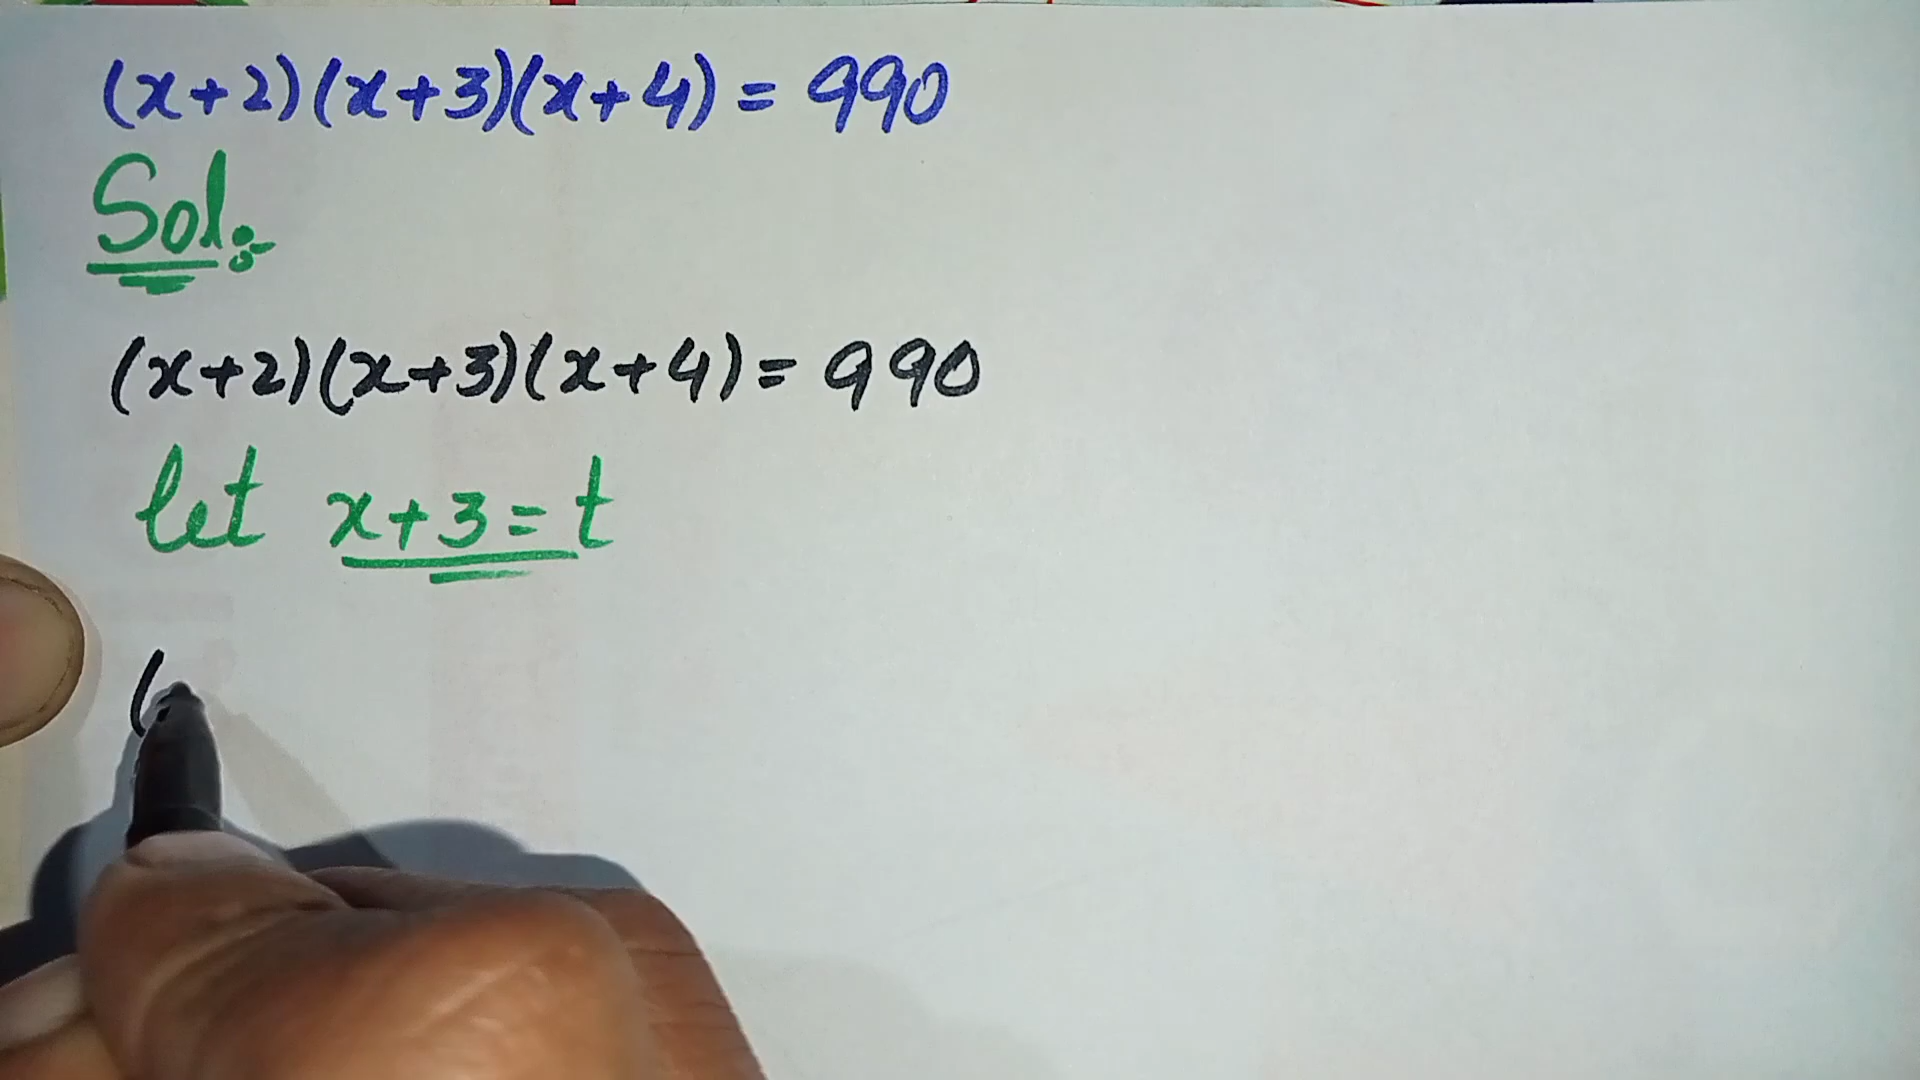 (x+2)(x+3)(x+4) = 990
Sol:-
(x+2)(x+3)(x+4) = 990
let x+3 = t
(